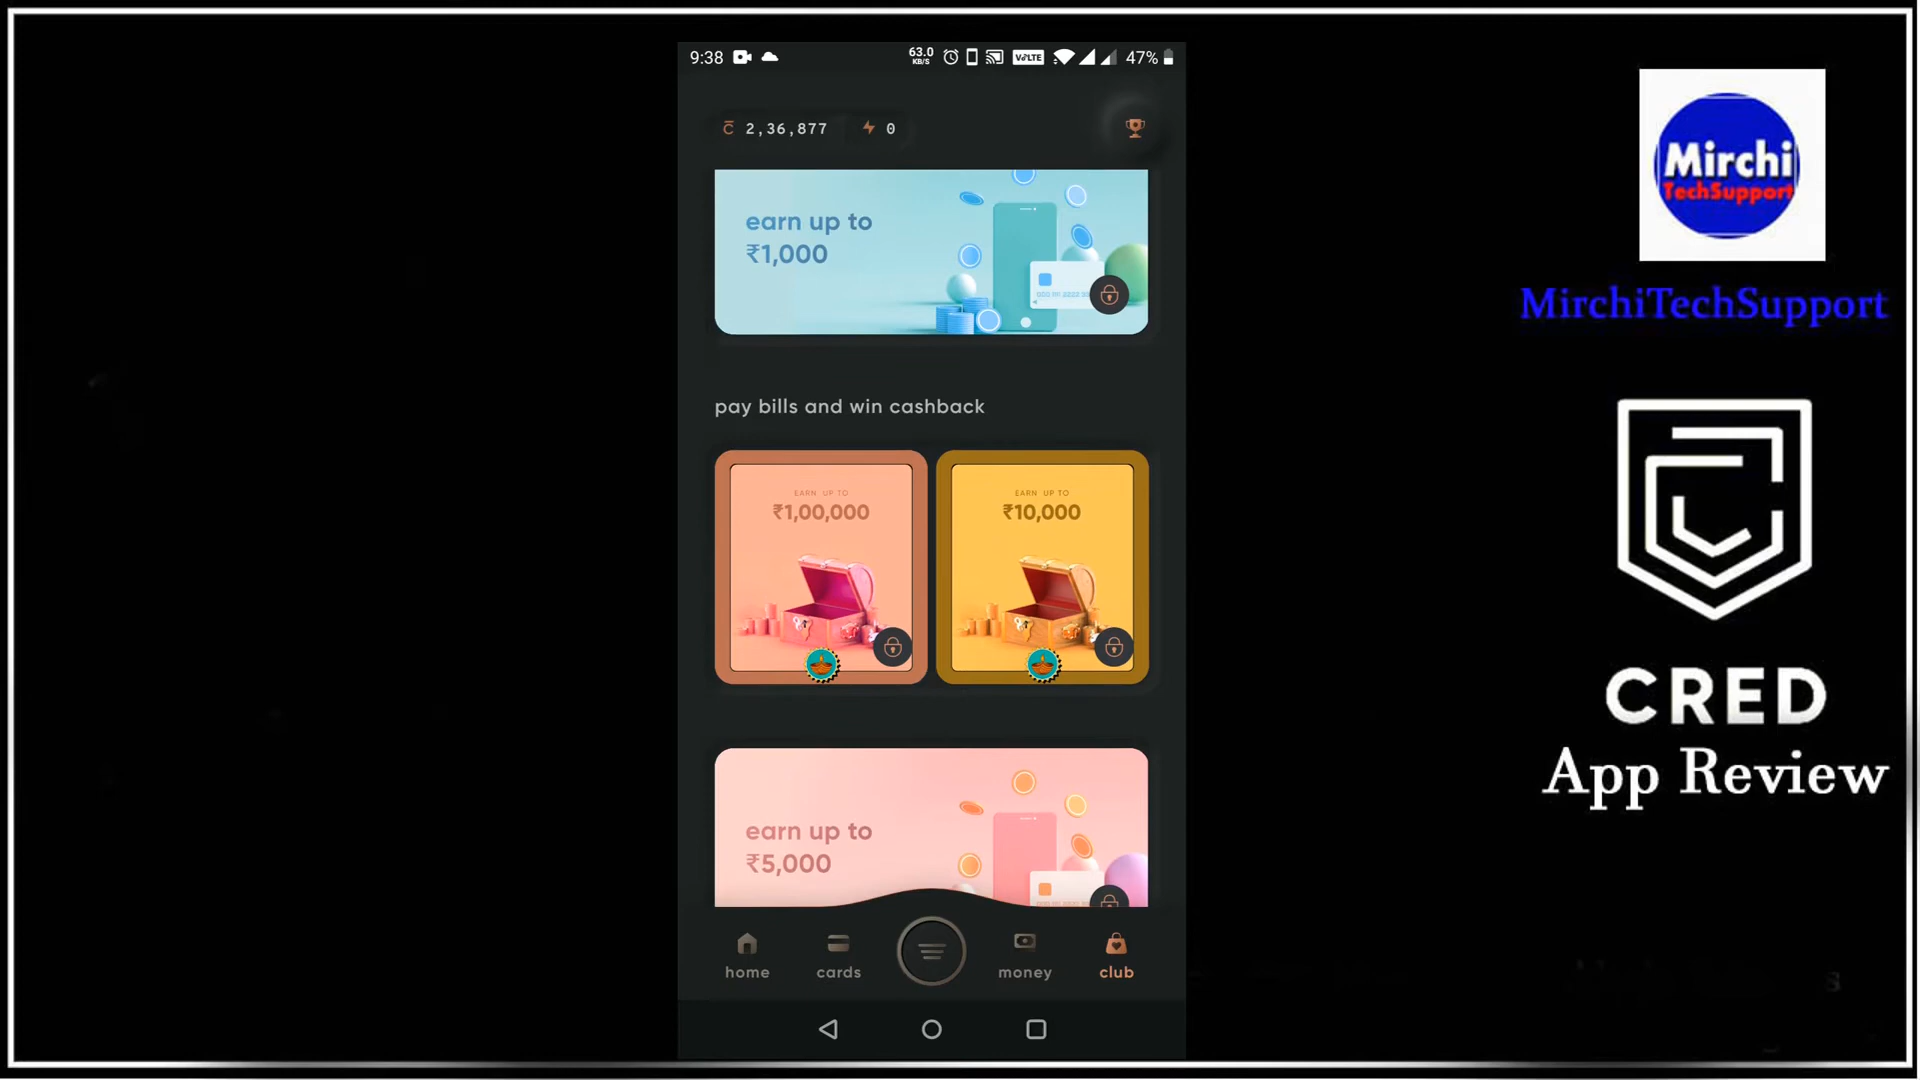 9:38
63.0
KB/S
VoLTE
47%
2,36,877
0
earn up to
₹1,000
pay bills and win cashback
EARN UP TO
₹1,00,000
EARN UP TO
₹10,000
earn up to
₹5,000
home
cards
money
club
Mirchi
TechSupport
MirchiTechSupport
CRED
App Review